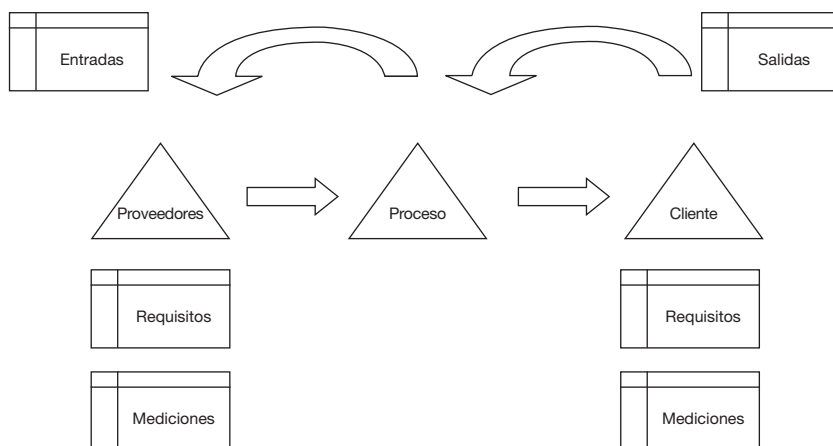 Entradas
Salidas
Proveedores
Proceso
Cliente
Requisitos
Requisitos
Mediciones
Mediciones